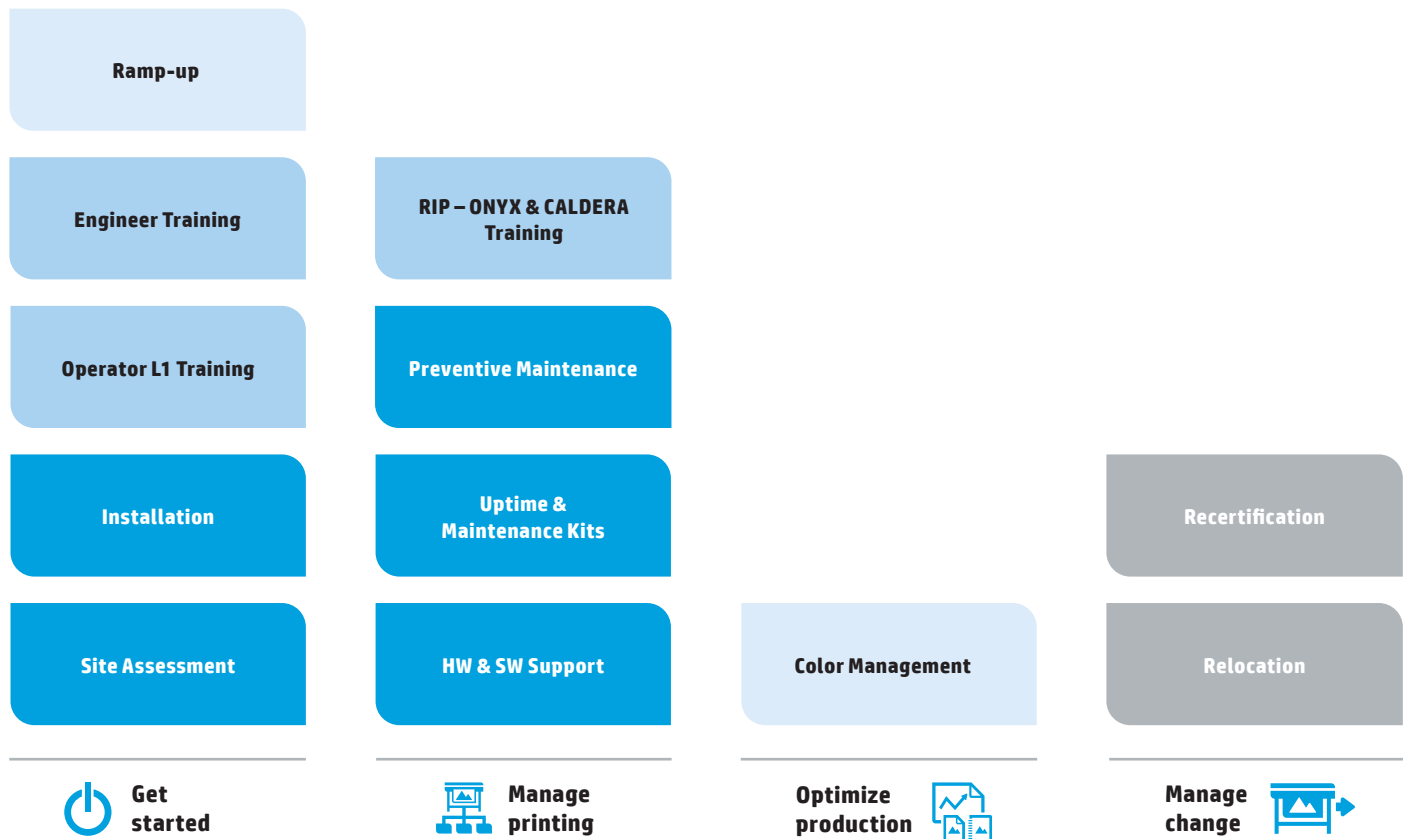 Ramp-up
Engineer Training
RIP – ONYX & CALDERA
Training
Operator L1 Training
Preventive Maintenance
Installation
Uptime &
Maintenance Kits
Recertification
Site Assessment
HW & SW Support
Color Management
Relocation
Get
started
Manage
printing
Optimize
production
Manage
change